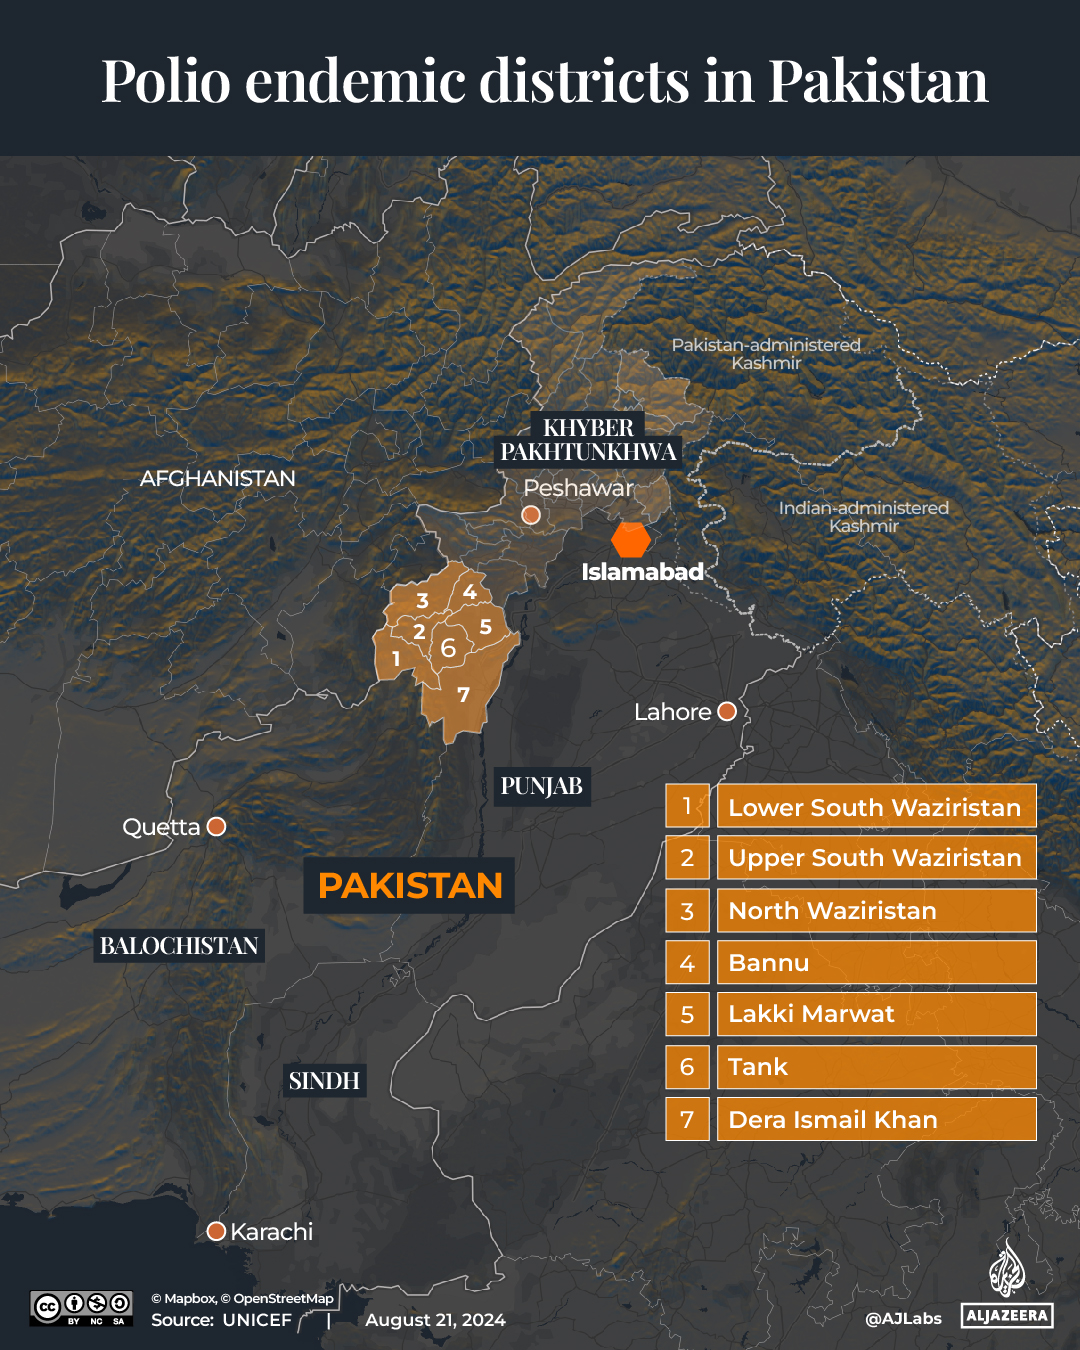 Polio endemic districts in Pakistan
Pakistan-administered
Kashmir
KHYBER
PAKHTUNKHWA
AFGHANISTAN
Peshawar
Indian-administered
Kashmir
Islamabad
3
4
2
5
6
1
7
Lahore
PUNJAB
Quetta
PAKISTAN
BALOCHISTAN
SINDH
Karachi
1 Lower South Waziristan
2 Upper South Waziristan
3 North Waziristan
4 Bannu
5 Lakki Marwat
6 Tank
7 Dera Ismail Khan
cc BY NC SA
© Mapbox, © OpenStreetMap
Source: UNICEF | August 21, 2024
@AJLabs
ALJAZEERA